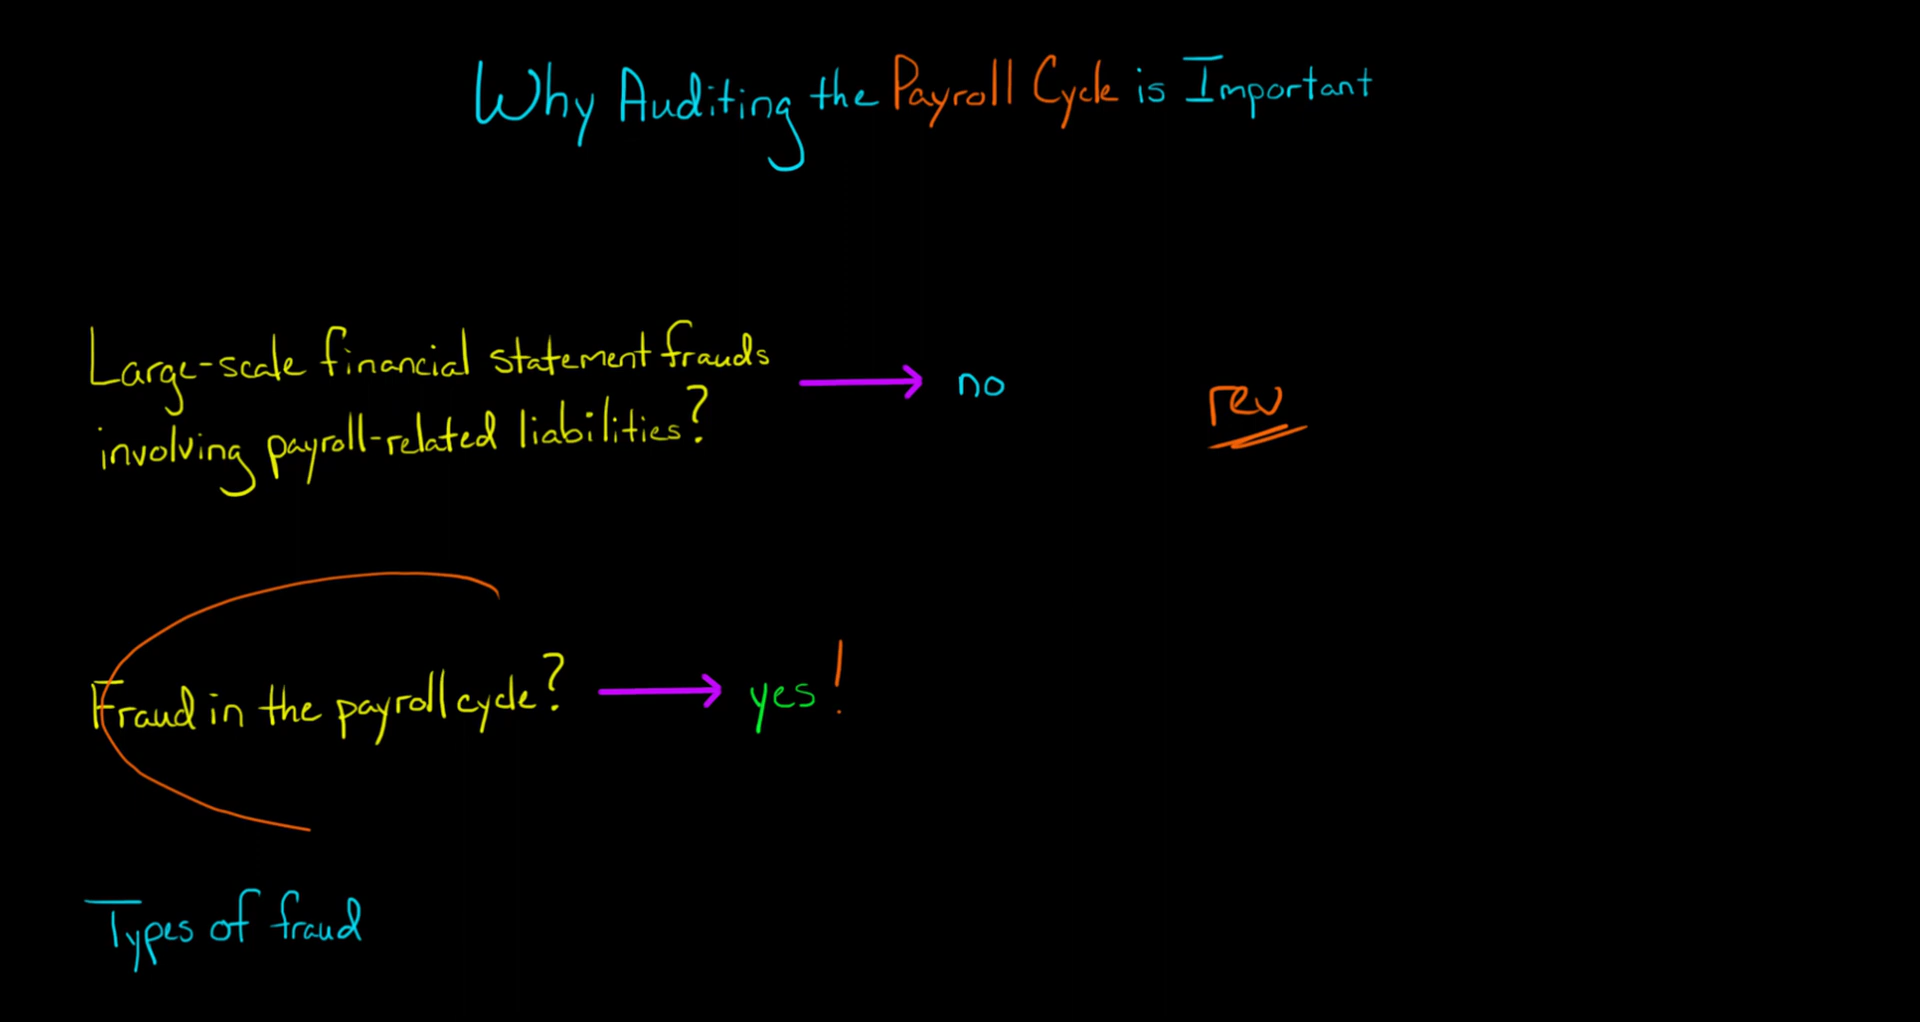 Why Auditing the Payroll Cycle is Important
Large-scale financial statement frauds
involving payroll-related liabilities?
no
rev
Fraud in the payroll cycle?
yes!
Types of fraud